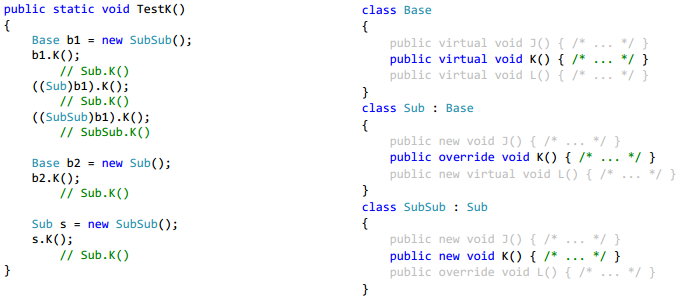 public static void TestK()
{
    Base b1 = new SubSub();
    b1.K();
        // Sub.K()
    ((Sub)b1).K();
        // Sub.K()
    ((SubSub)b1).K();
        // SubSub.K()

    Base b2 = new Sub();
    b2.K();
        // Sub.K()

    Sub s = new SubSub();
    s.K();
        // Sub.K()
}
class Base
{
    public virtual void J() { /* ... */ }
    public virtual void K() { /* ... */ }
    public virtual void L() { /* ... */ }
}
class Sub : Base
{
    public new void J() { /* ... */ }
    public override void K() { /* ... */ }
    public new virtual void L() { /* ... */ }
}
class SubSub : Sub
{
    public new void J() { /* ... */ }
    public new void K() { /* ... */ }
    public override void L() { /* ... */ }
}